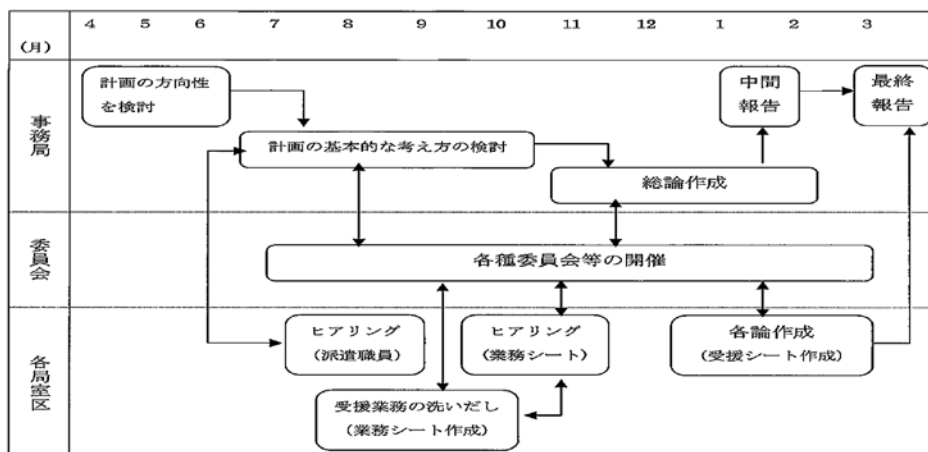 4 5 6 7 8 9 10 11 12 1 2 3
(月)
事務局
計画の方向性
を検討
中間
報告
最終
報告
計画の基本的な考え方の検討
総論作成
委員会
各種委員会等の開催
各局室区
ヒアリング
(派遣職員)
ヒアリング
(業務シート)
各論作成
(受援シート作成)
受援業務の洗いだし
(業務シート作成)